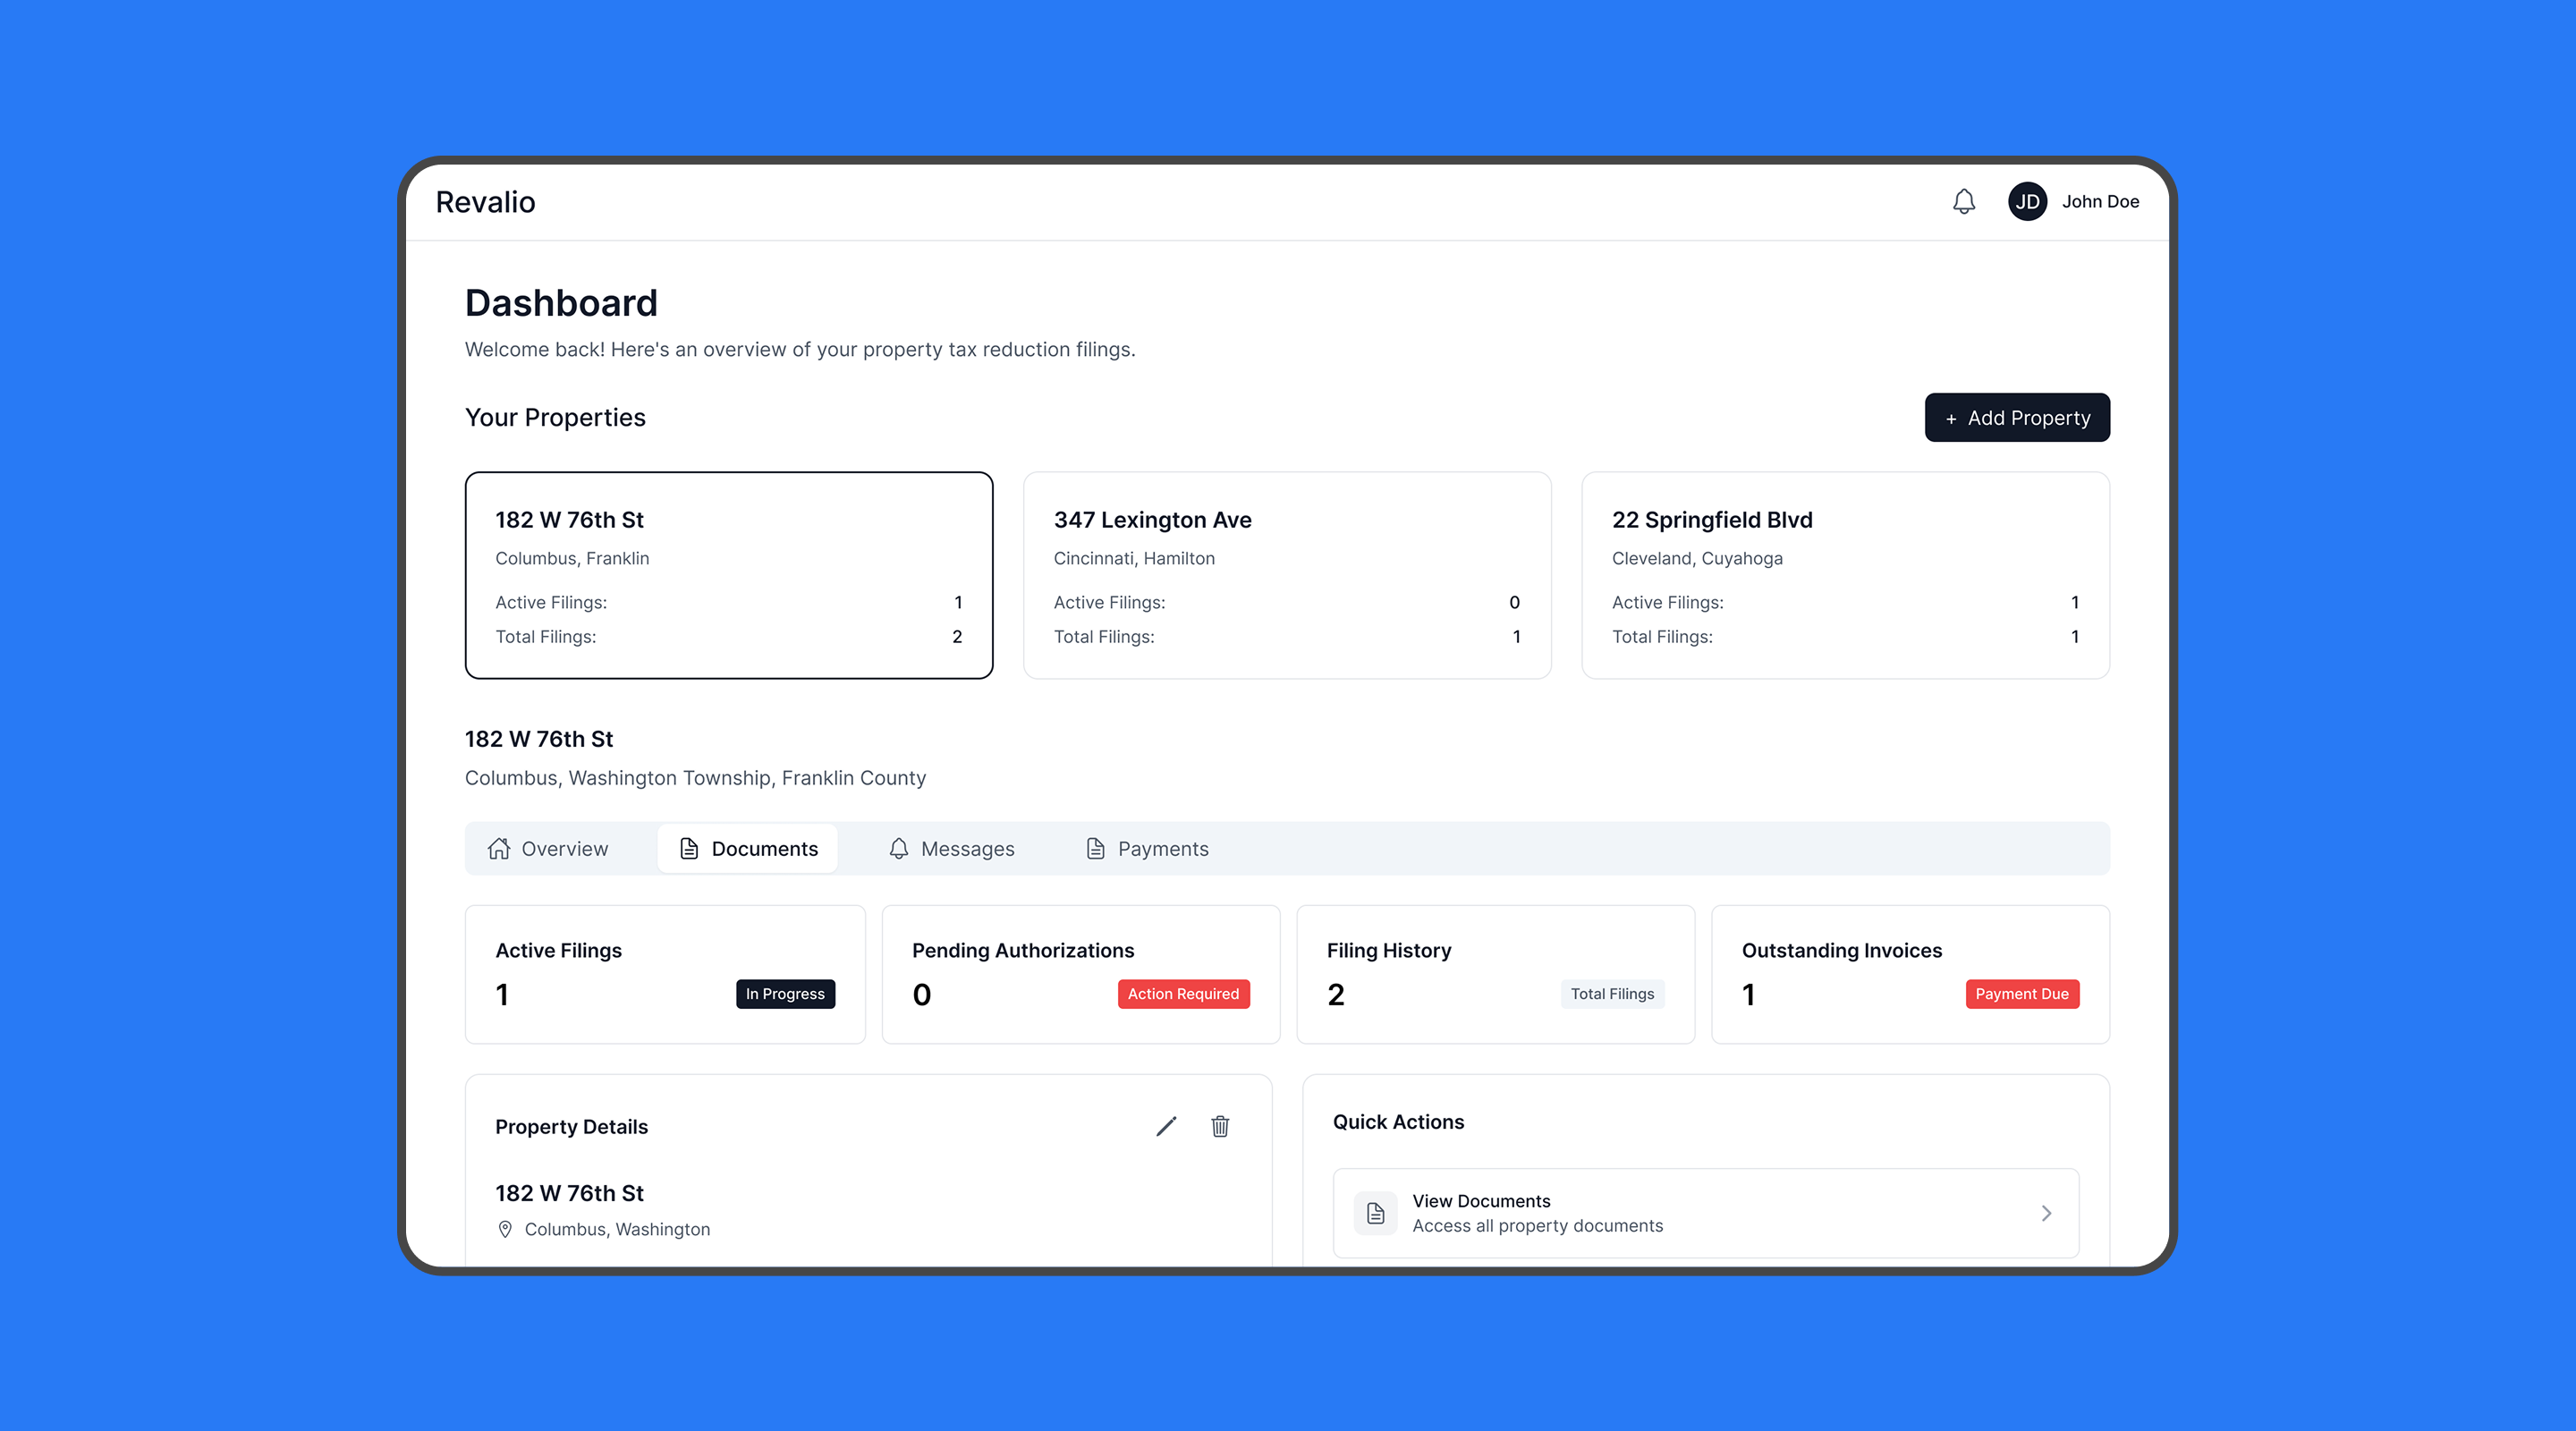 Revalio
JD John Doe
Dashboard
Welcome back! Here's an overview of your property tax reduction filings.
Your Properties
+ Add Property
182 W 76th St
Columbus, Franklin
Active Filings: 1
Total Filings: 2
347 Lexington Ave
Cincinnati, Hamilton
Active Filings: 0
Total Filings: 1
22 Springfield Blvd
Cleveland, Cuyahoga
Active Filings: 1
Total Filings: 1
182 W 76th St
Columbus, Washington Township, Franklin County
Overview Documents Messages Payments
Active Filings
1 In Progress
Pending Authorizations
0 Action Required
Filing History
2 Total Filings
Outstanding Invoices
1 Payment Due
Property Details
182 W 76th St
Columbus, Washington
Quick Actions
View Documents
Access all property documents